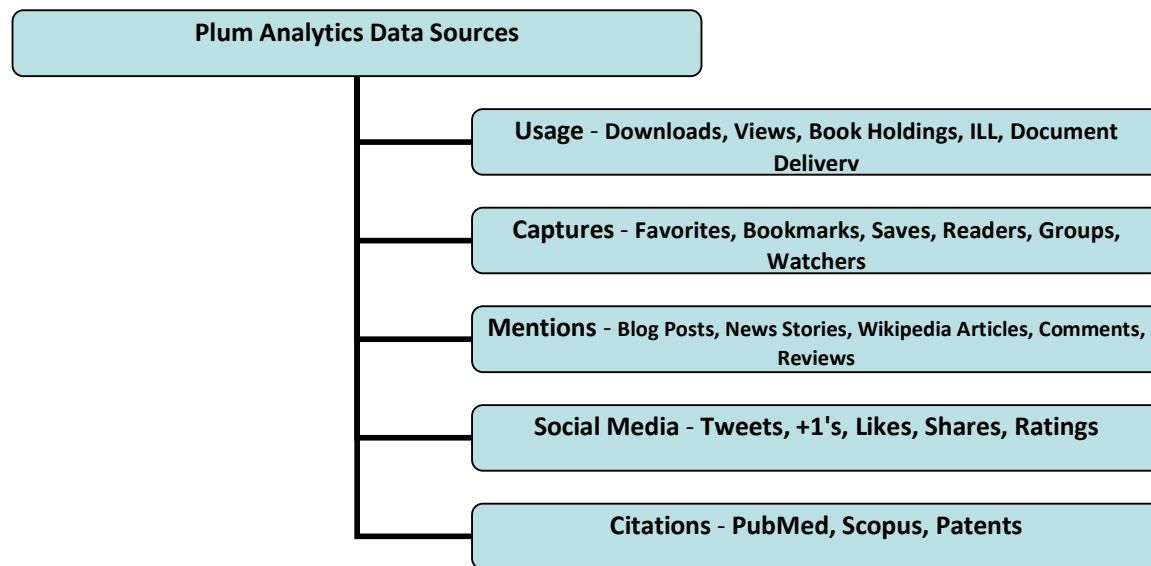 Plum Analytics Data Sources
Usage - Downloads, Views, Book Holdings, ILL, Document
Delivery
Captures - Favorites, Bookmarks, Saves, Readers, Groups,
Watchers
Mentions - Blog Posts, News Stories, Wikipedia Articles, Comments,
Reviews
Social Media - Tweets, +1's, Likes, Shares, Ratings
Citations - PubMed, Scopus, Patents